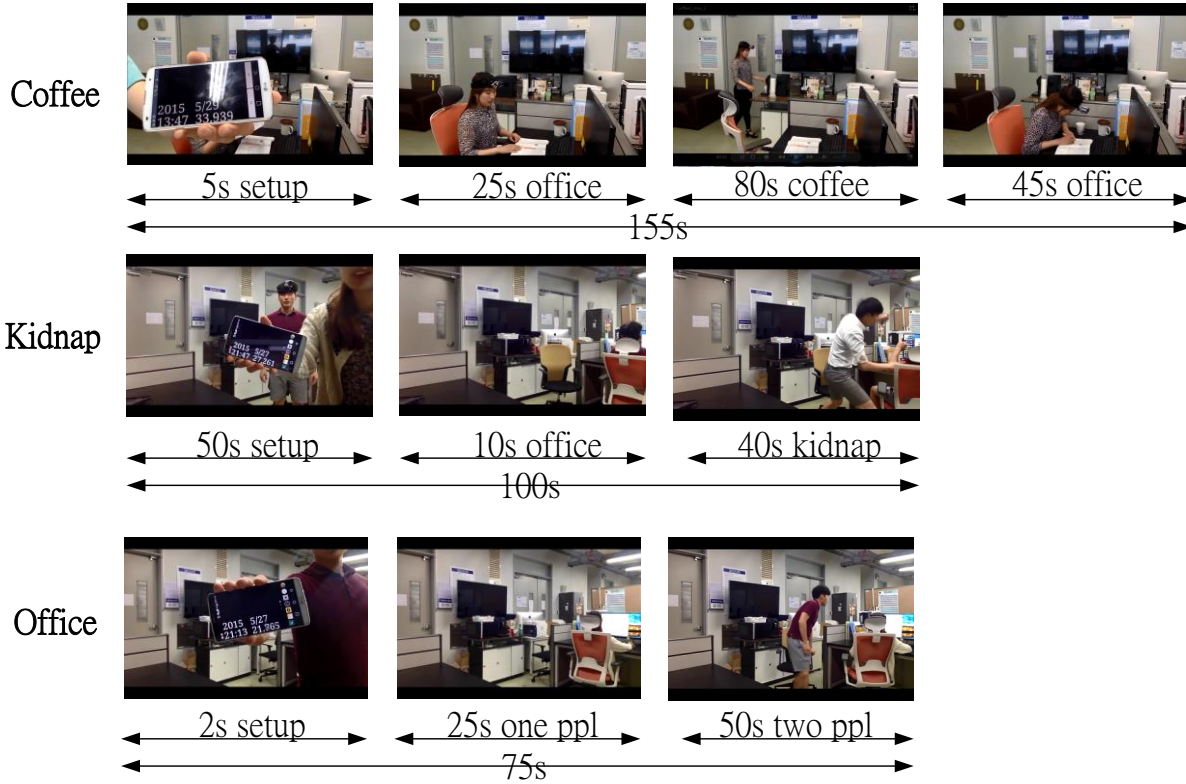 Coffee
2015 5/29
13:47 33.939
5s setup
25s office
80s coffee
45s office
155s
Kidnap
2015 5/27
21:47 27.261
50s setup
10s office
40s kidnap
100s
Office
2015 5/27
21:13 21.765
2s setup
25s one ppl
50s two ppl
75s